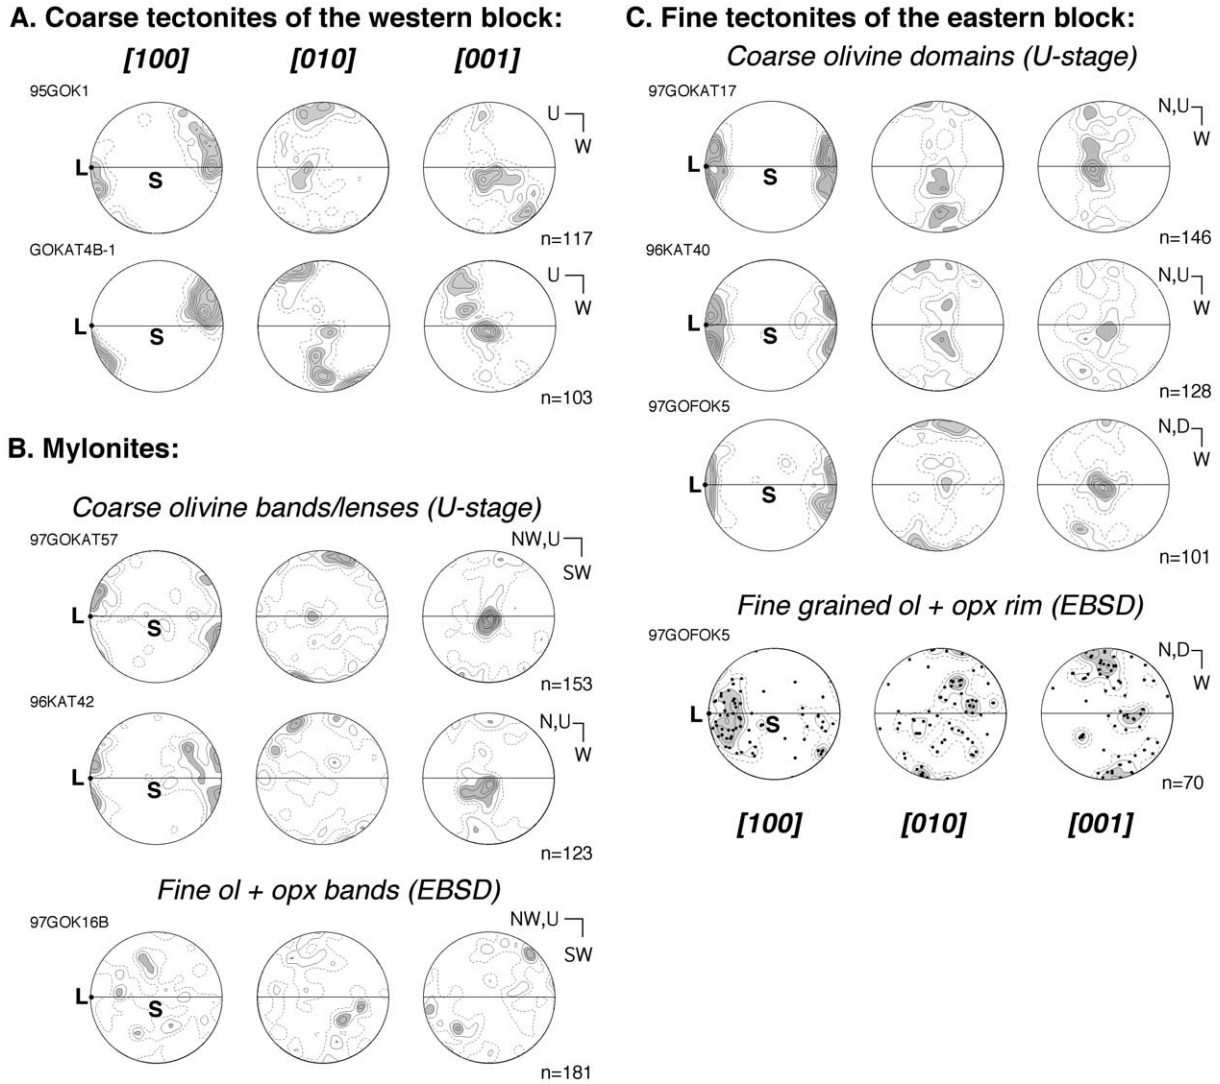 A. Coarse tectonites of the western block:
[100] [010] [001]
95GOK1
U
W
L
S
n=117
GOKAT4B-1
U
W
L
S
n=103
B. Mylonites:
Coarse olivine bands/lenses (U-stage)
97GOKAT57
NW,U
SW
L
S
n=153
96KAT42
N,U
W
L
S
n=123
Fine ol + opx bands (EBSD)
97GOK16B
NW,U
SW
L
S
n=181
C. Fine tectonites of the eastern block:
Coarse olivine domains (U-stage)
97GOKAT17
N,U
W
L
S
n=146
96KAT40
N,U
W
L
S
n=128
97GOFOK5
N,D
W
L
S
n=101
Fine grained ol + opx rim (EBSD)
97GOFOK5
N,D
W
L
S
n=70
[100] [010] [001]